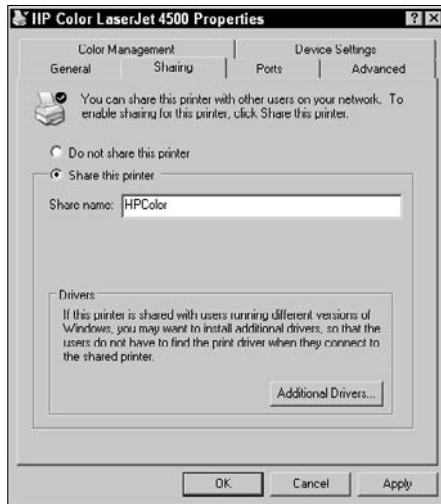 HP Color LaserJet 4500 Properties
Color Management
Device Settings
General
Sharing
Ports
Advanced
You can share this printer with other users on your network. To
enable sharing for this printer, click Share this printer.
Do not share this printer
Share this printer
Share name: HPColor
Drivers
If this printer is shared with users running different versions of
Windows, you may want to install additional drivers, so that the
users do not have to find the print driver when they connect to
the shared printer.
Additional Drivers...
OK
Cancel
Apply